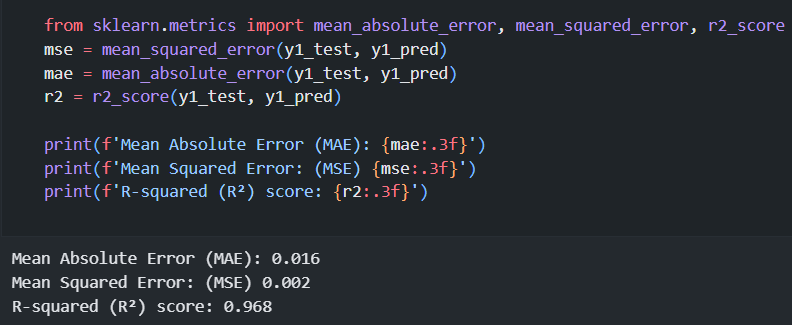 from sklearn.metrics import mean_absolute_error, mean_squared_error, r2_score
mse = mean_squared_error(y1_test, y1_pred)
mae = mean_absolute_error(y1_test, y1_pred)
r2 = r2_score(y1_test, y1_pred)
print(f'Mean Absolute Error (MAE): {mae:.3f}')
print(f'Mean Squared Error: (MSE) {mse:.3f}')
print(f'R-squared (R²) score: {r2:.3f}')
Mean Absolute Error (MAE): 0.016
Mean Squared Error: (MSE) 0.002
R-squared (R²) score: 0.968